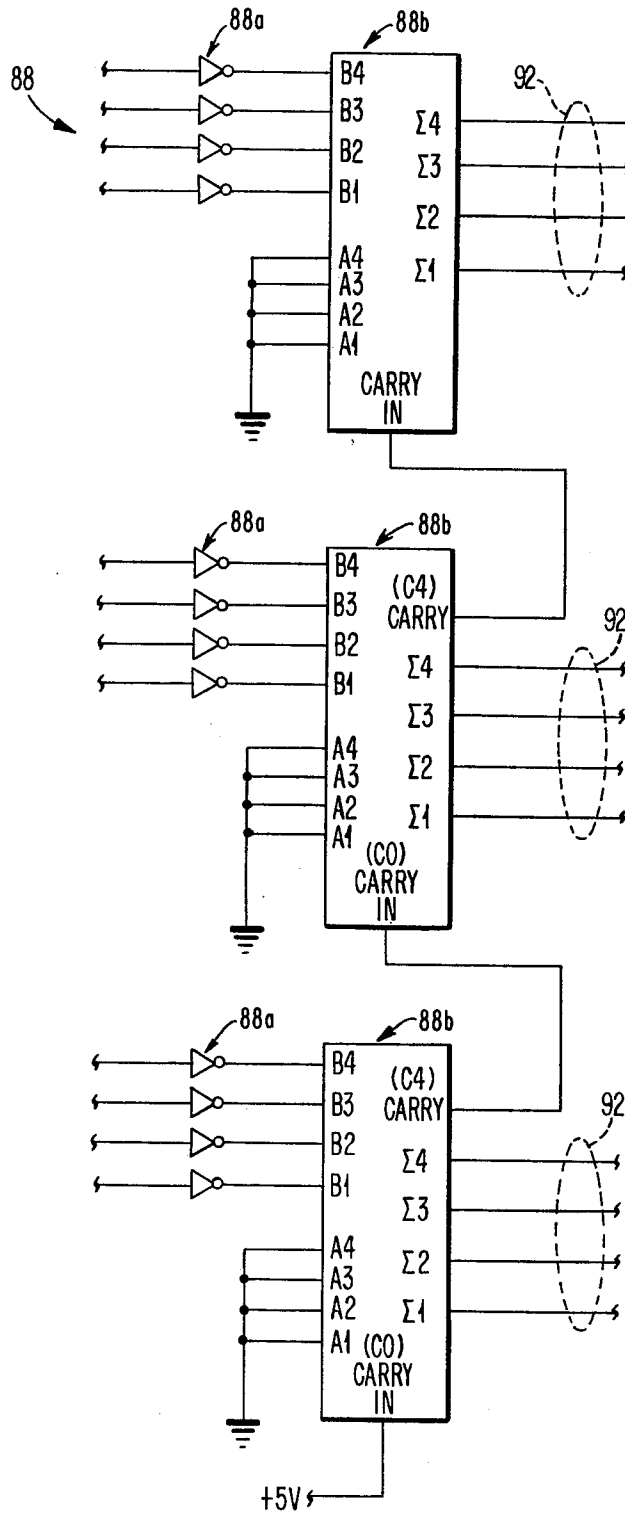 88a
88b
88
92
B4
B3
B2
B1
Σ4
Σ3
Σ2
Σ1
A4
A3
A2
A1
CARRY
IN
88a
88b
B4
B3
B2
B1
(C4)
CARRY
92
Σ4
Σ3
Σ2
Σ1
A4
A3
A2
A1
(C0)
CARRY
IN
88a
88b
B4
B3
B2
B1
(C4)
CARRY
92
Σ4
Σ3
Σ2
Σ1
A4
A3
A2
A1
(C0)
CARRY
IN
+5V